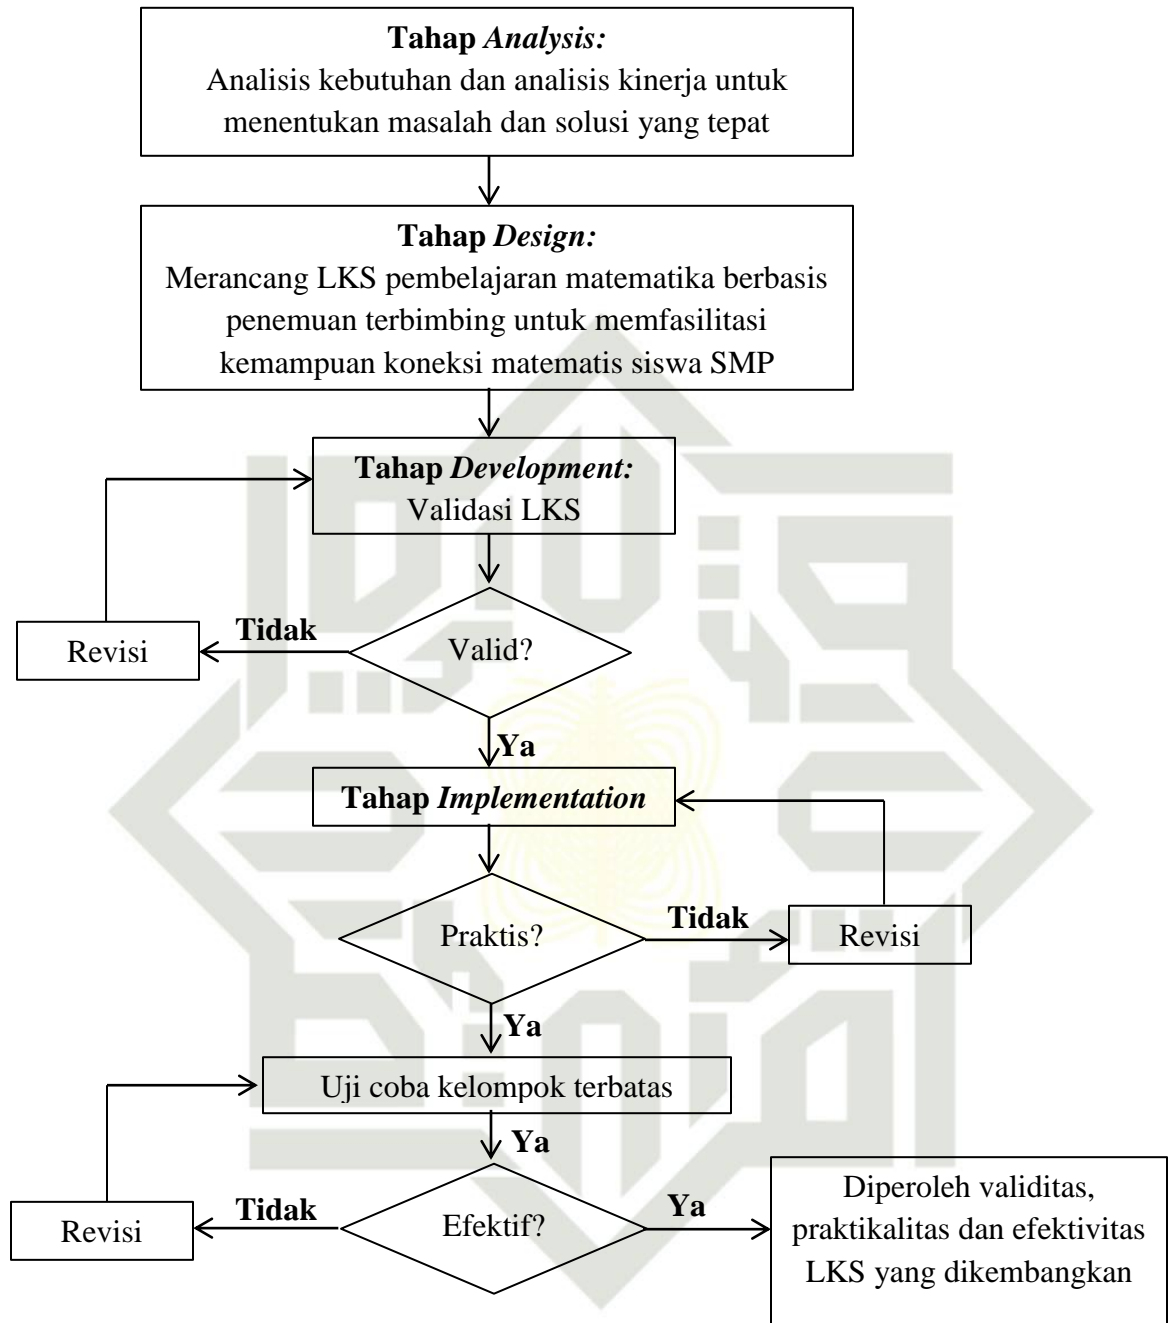 Tahap Analysis:
Analisis kebutuhan dan analisis kinerja untuk
menentukan masalah dan solusi yang tepat
Tahap Design:
Merancang LKS pembelajaran matematika berbasis
penemuan terbimbing untuk memfasilitasi
kemampuan koneksi matematis siswa SMP
Tahap Development:
Validasi LKS
Revisi
Tidak
Valid?
Ya
Tahap Implementation
Praktis?
Tidak
Revisi
Ya
Uji coba kelompok terbatas
Ya
Revisi
Tidak
Efektif?
Ya
Diperoleh validitas,
praktikalitas dan efektivitas
LKS yang dikembangkan